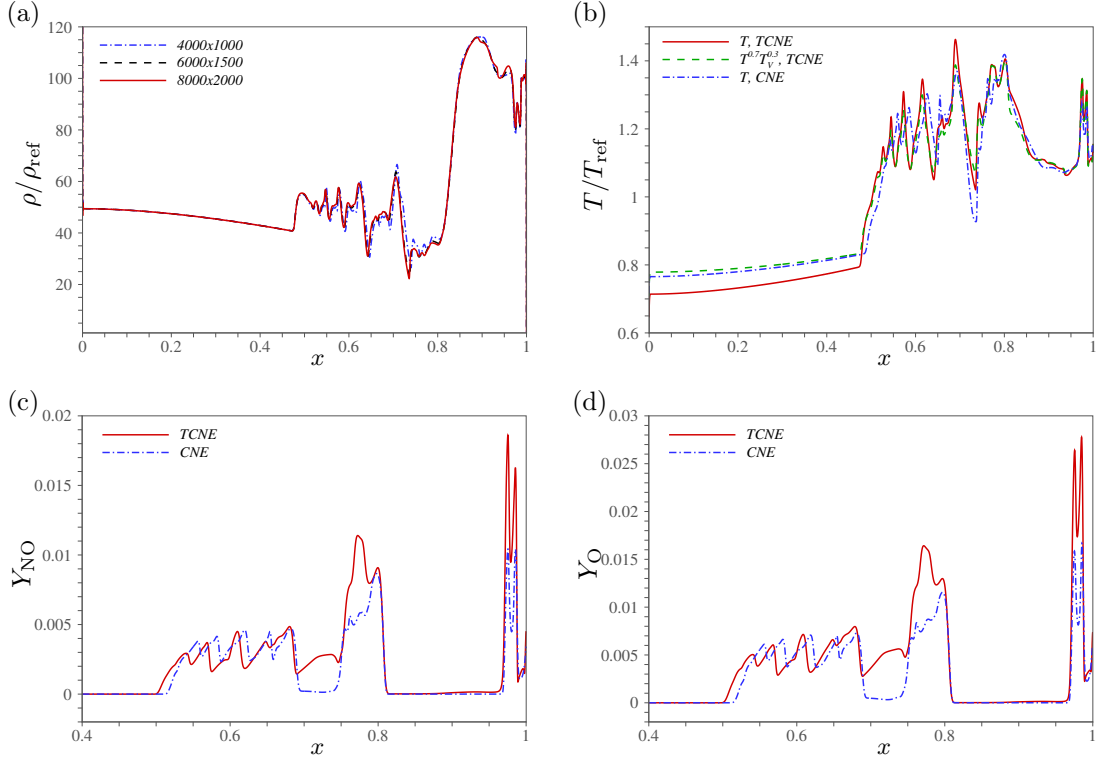 (a)
120
100
80
60
40
20
0
0.2
0.4
0.6
0.8
1
x
ρ/ρref
4000x1000
6000x1500
8000x2000
(b)
1.4
1.2
1
0.8
0.6
0
0.2
0.4
0.6
0.8
1
x
T/Tref
T, TCNE
T^0.7 T_V^0.3, TCNE
T, CNE
(c)
0.02
0.015
0.01
0.005
0
0.4
0.6
0.8
1
x
Y_NO
TCNE
CNE
(d)
0.03
0.025
0.02
0.015
0.01
0.005
0
0.4
0.6
0.8
1
x
Y_O
TCNE
CNE